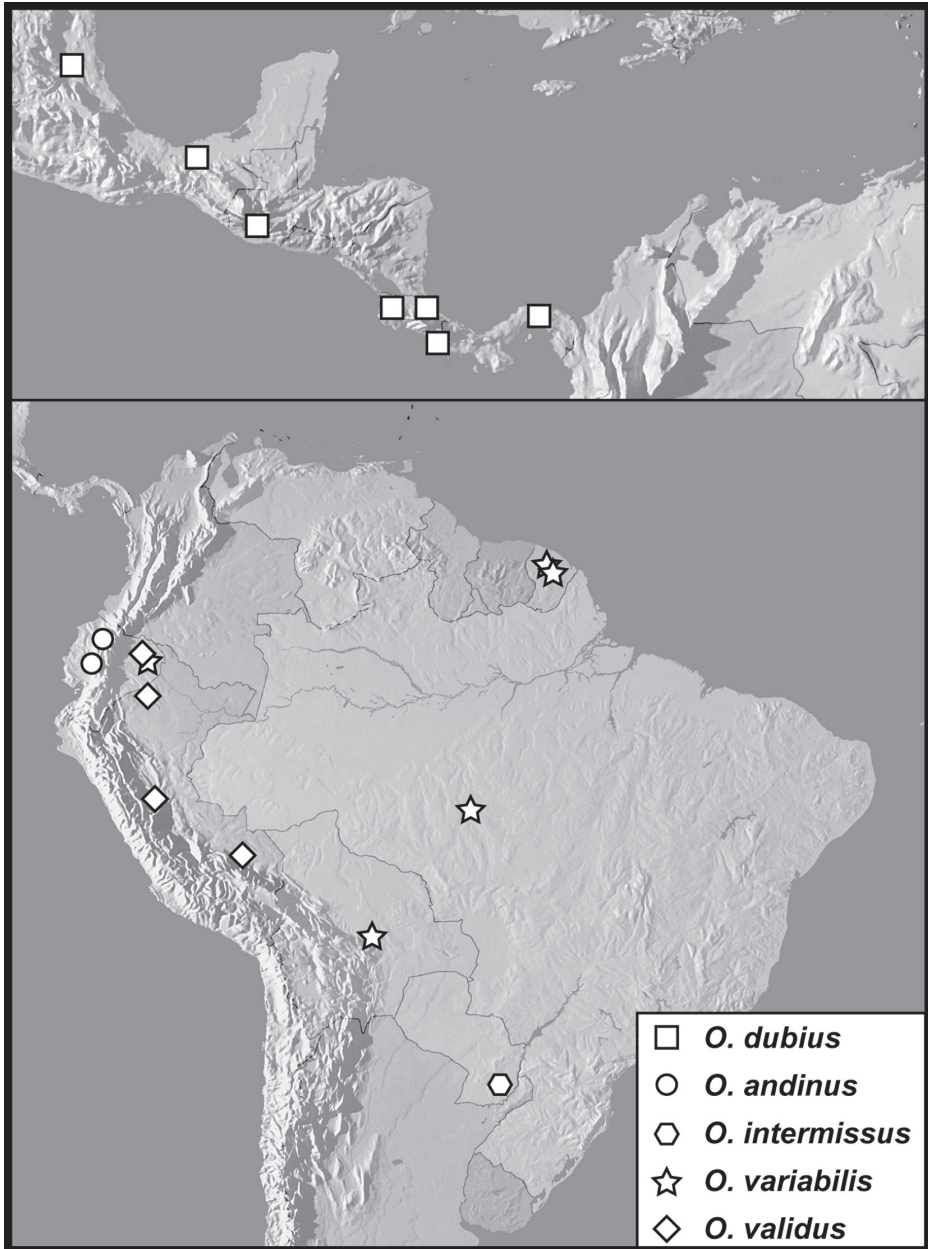 O. dubius
O. andinus
O. intermissus
O. variabilis
O. validus